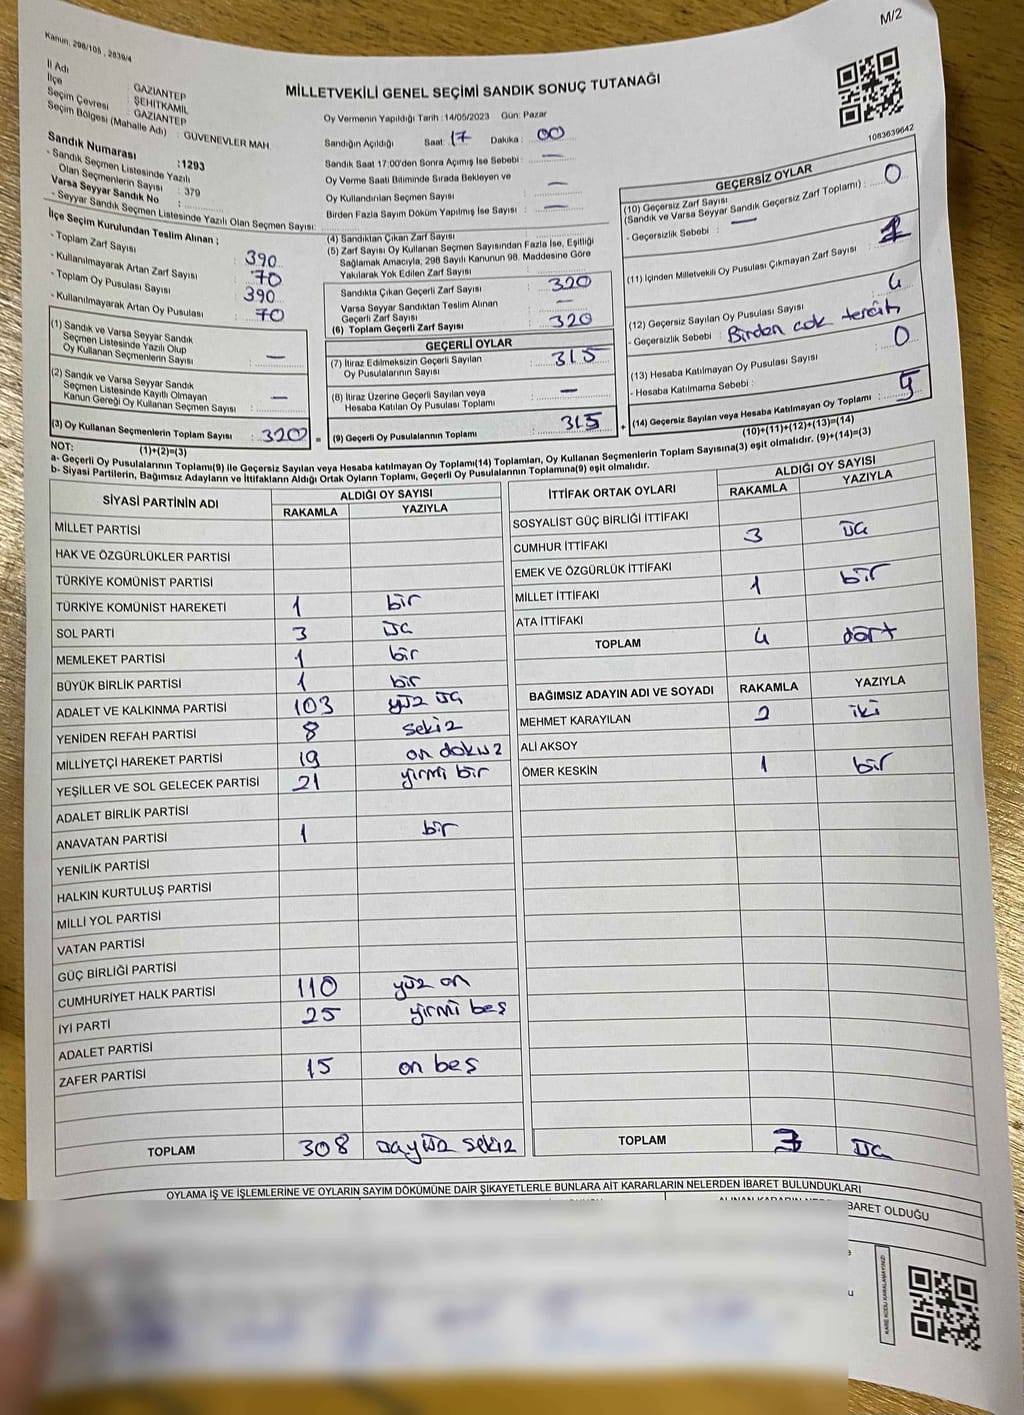 M/2
Kanun; 298/105 , 2839/4
MİLLETVEKİLİ GENEL SEÇİMİ SANDIK SONUÇ TUTANAĞI
İl Adı : GAZİANTEP
İlçe : ŞEHİTKAMİL
Seçim Çevresi : GAZİANTEP
Seçim Bölgesi (Mahalle Adı) : GÜVENEVLER MAH.
Sandık Numarası : 1293
- Sandık Seçmen Listesinde Yazılı
Olan Seçmenlerin Sayısı : 379
Varsa Seyyar Sandık No :
- Seyyar Sandık Seçmen Listesinde Yazılı Olan Seçmen Sayısı:
Oy Vermenin Yapıldığı Tarih : 14/05/2023 Gün: Pazar
Sandığın Açıldığı Saat: 17 Dakika : 00
Sandık Saat 17:00'den Sonra Açımış İse Sebebi : —
Oy Verme Saati Bitiminde Sırada Bekleyen ve
Oy Kullandırılan Seçmen Sayısı : —
Birden Fazla Sayım Döküm Yapılmış İse Sayısı : —
1083639642
İlçe Seçim Kurulundan Teslim Alınan ;
- Toplam Zarf Sayısı : 390
- Kullanılmayarak Artan Zarf Sayısı : 70
- Toplam Oy Pusulası Sayısı : 390
- Kullanılmayarak Artan Oy Pusulası : 70
(1) Sandık ve Varsa Seyyar Sandık
Seçmen Listesinde Yazılı Olup
Oy Kullanan Seçmenlerin Sayısı : —
(2) Sandık ve Varsa Seyyar Sandık
Seçmen Listesinde Kayıtlı Olmayan
Kanun Gereği Oy Kullanan Seçmen Sayısı : —
(3) Oy Kullanan Seçmenlerin Toplam Sayısı : 320 =
(1)+(2)=(3)
(4) Sandıktan Çıkan Zarf Sayısı :
(5) Zarf Sayısı Oy Kullanan Seçmen Sayısından Fazla İse, Eşitliği
Sağlamak Amacıyla, 298 Sayılı Kanunun 98. Maddesine Göre
Yakılarak Yok Edilen Zarf Sayısı :
Sandıkta Çıkan Geçerli Zarf Sayısı : 320
Varsa Seyyar Sandıktan Teslim Alınan
Geçerli Zarf Sayısı : —
(6) Toplam Geçerli Zarf Sayısı : 320
GEÇERLİ OYLAR
(7) İtiraz Edilmeksizin Geçerli Sayılan
Oy Pusulalarının Sayısı : 315
(8) İtiraz Üzerine Geçerli Sayılan veya
Hesaba Katılan Oy Pusulası Toplamı : —
(9) Geçerli Oy Pusulalarının Toplamı : 315 +
GEÇERSİZ OYLAR
(10) Geçersiz Zarf Sayısı
(Sandık ve Varsa Seyyar Sandık Geçersiz Zarf Toplamı) : 0
- Geçersizlik Sebebi : —
(11) İçinden Milletvekili Oy Pusulası Çıkmayan Zarf Sayısı : 1
(12) Geçersiz Sayılan Oy Pusulası Sayısı : 4
- Geçersizlik Sebebi : Birden çok tercih
(13) Hesaba Katılmayan Oy Pusulası Sayısı : 0
- Hesaba Katılmama Sebebi :
(14) Geçersiz Sayılan veya Hesaba Katılmayan Oy Toplamı : 5
(10)+(11)+(12)+(13)=(14)
NOT:
a- Geçerli Oy Pusulalarının Toplamı(9) ile Geçersiz Sayılan veya Hesaba katılmayan Oy Toplamı(14) Toplamları, Oy Kullanan Seçmenlerin Toplam Sayısına(3) eşit olmalıdır. (9)+(14)=(3)
b- Siyasi Partilerin, Bağımsız Adayların ve İttifakların Aldığı Ortak Oyların Toplamı, Geçerli Oy Pusulalarının Toplamına(9) eşit olmalıdır.
SİYASİ PARTİNİN ADI ALDIĞI OY SAYISI
RAKAMLA YAZIYLA
MİLLET PARTİSİ
HAK VE ÖZGÜRLÜKLER PARTİSİ
TÜRKİYE KOMÜNİST PARTİSİ
TÜRKİYE KOMÜNİST HAREKETİ 1 bir
SOL PARTİ 3 üç
MEMLEKET PARTİSİ 1 bir
BÜYÜK BİRLİK PARTİSİ 1 bir
ADALET VE KALKINMA PARTİSİ 103 yüz üç
YENİDEN REFAH PARTİSİ 8 sekiz
MİLLİYETÇİ HAREKET PARTİSİ 19 on dokuz
YEŞİLLER VE SOL GELECEK PARTİSİ 21 yirmi bir
ADALET BİRLİK PARTİSİ
ANAVATAN PARTİSİ 1 bir
YENİLİK PARTİSİ
HALKIN KURTULUŞ PARTİSİ
MİLLİ YOL PARTİSİ
VATAN PARTİSİ
GÜÇ BİRLİĞİ PARTİSİ
CUMHURİYET HALK PARTİSİ 110 yüz on
İYİ PARTİ 25 yirmi beş
ADALET PARTİSİ
ZAFER PARTİSİ 15 on beş
TOPLAM 308 üçyüz sekiz
İTTİFAK ORTAK OYLARI ALDIĞI OY SAYISI
RAKAMLA YAZIYLA
SOSYALİST GÜÇ BİRLİĞİ İTTİFAKI
CUMHUR İTTİFAKI 3 üç
EMEK VE ÖZGÜRLÜK İTTİFAKI
MİLLET İTTİFAKI 1 bir
ATA İTTİFAKI
TOPLAM 4 dört
BAĞIMSIZ ADAYIN ADI VE SOYADI RAKAMLA YAZIYLA
MEHMET KARAYILAN 2 iki
ALİ AKSOY
ÖMER KESKİN 1 bir
TOPLAM 3 üç
OYLAMA İŞ VE İŞLEMLERİNE VE OYLARIN SAYIM DÖKÜMÜNE DAİR ŞİKAYETLERLE BUNLARA AİT KARARLARIN NELERDEN İBARET BULUNDUKLARI
BARET OLDUĞU